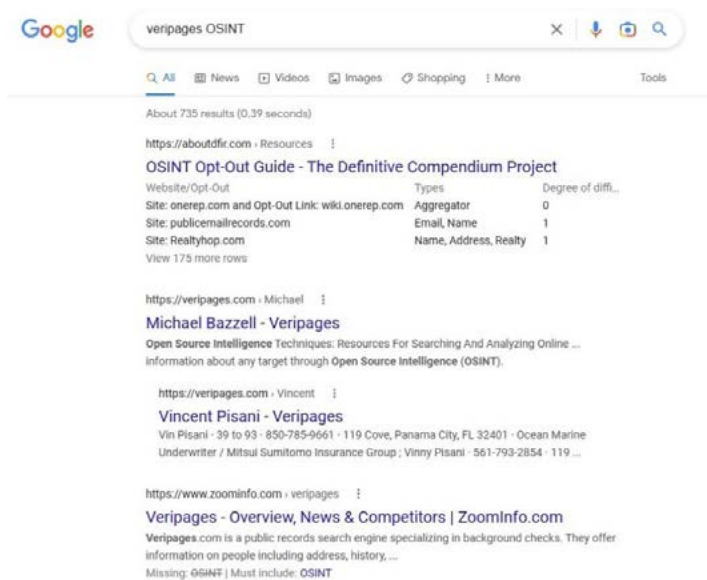 Google
veripages OSINT
All News Videos Images Shopping More Tools
About 735 results (0.39 seconds)
https://aboutdfir.com › Resources
OSINT Opt-Out Guide - The Definitive Compendium Project
Website/Opt-Out Types Degree of diffi...
Site: onerep.com and Opt-Out Link: wiki.onerep.com Aggregator 0
Site: publicemailrecords.com Email, Name 1
Site: Realtyhop.com Name, Address, Realty 1
View 175 more rows
https://veripages.com › Michael
Michael Bazzell - Veripages
Open Source Intelligence Techniques: Resources For Searching And Analyzing Online ...
information about any target through Open Source Intelligence (OSINT).
https://veripages.com › Vincent
Vincent Pisani - Veripages
Vin Pisani · 39 to 93 · 850-785-9661 · 119 Cove, Panama City, FL 32401 · Ocean Marine
Underwriter / Mitsui Sumitomo Insurance Group ; Vinny Pisani · 561-793-2854 · 119 ...
https://www.zoominfo.com › veripages
Veripages - Overview, News & Competitors | ZoomInfo.com
Veripages.com is a public records search engine specializing in background checks. They offer
information on people including address, history, ...
Missing: OSINT | Must include: OSINT